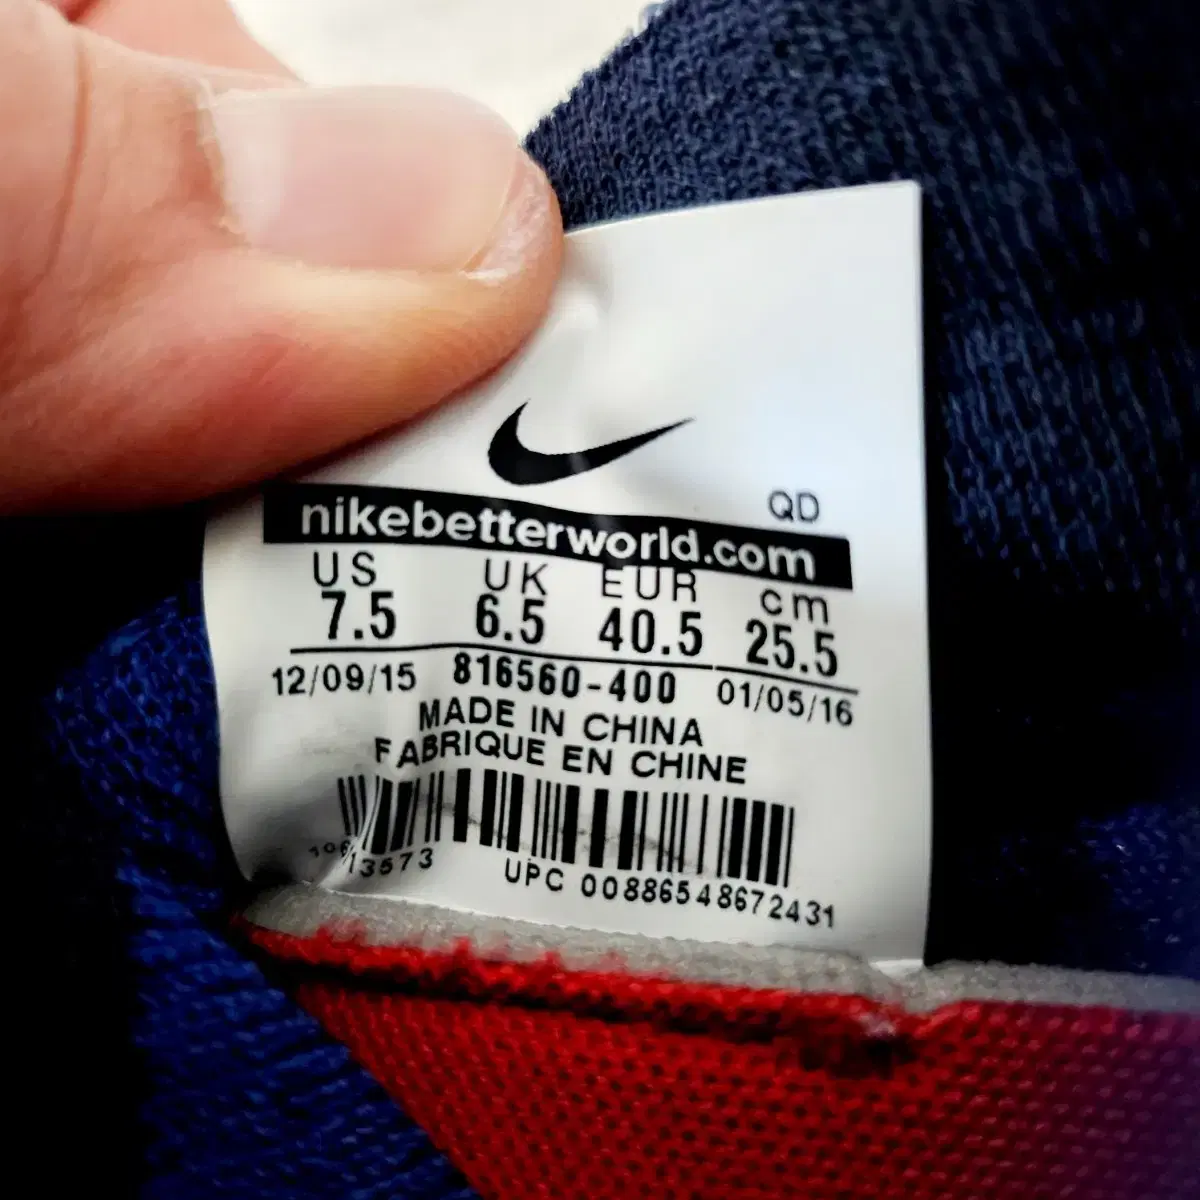 QD
nikebetterworld.com
US UK EUR cm
7.5 6.5 40.5 25.5
12/09/15 816560-400 01/05/16
MADE IN CHINA
FABRIQUE EN CHINE
UPC 00886548672431